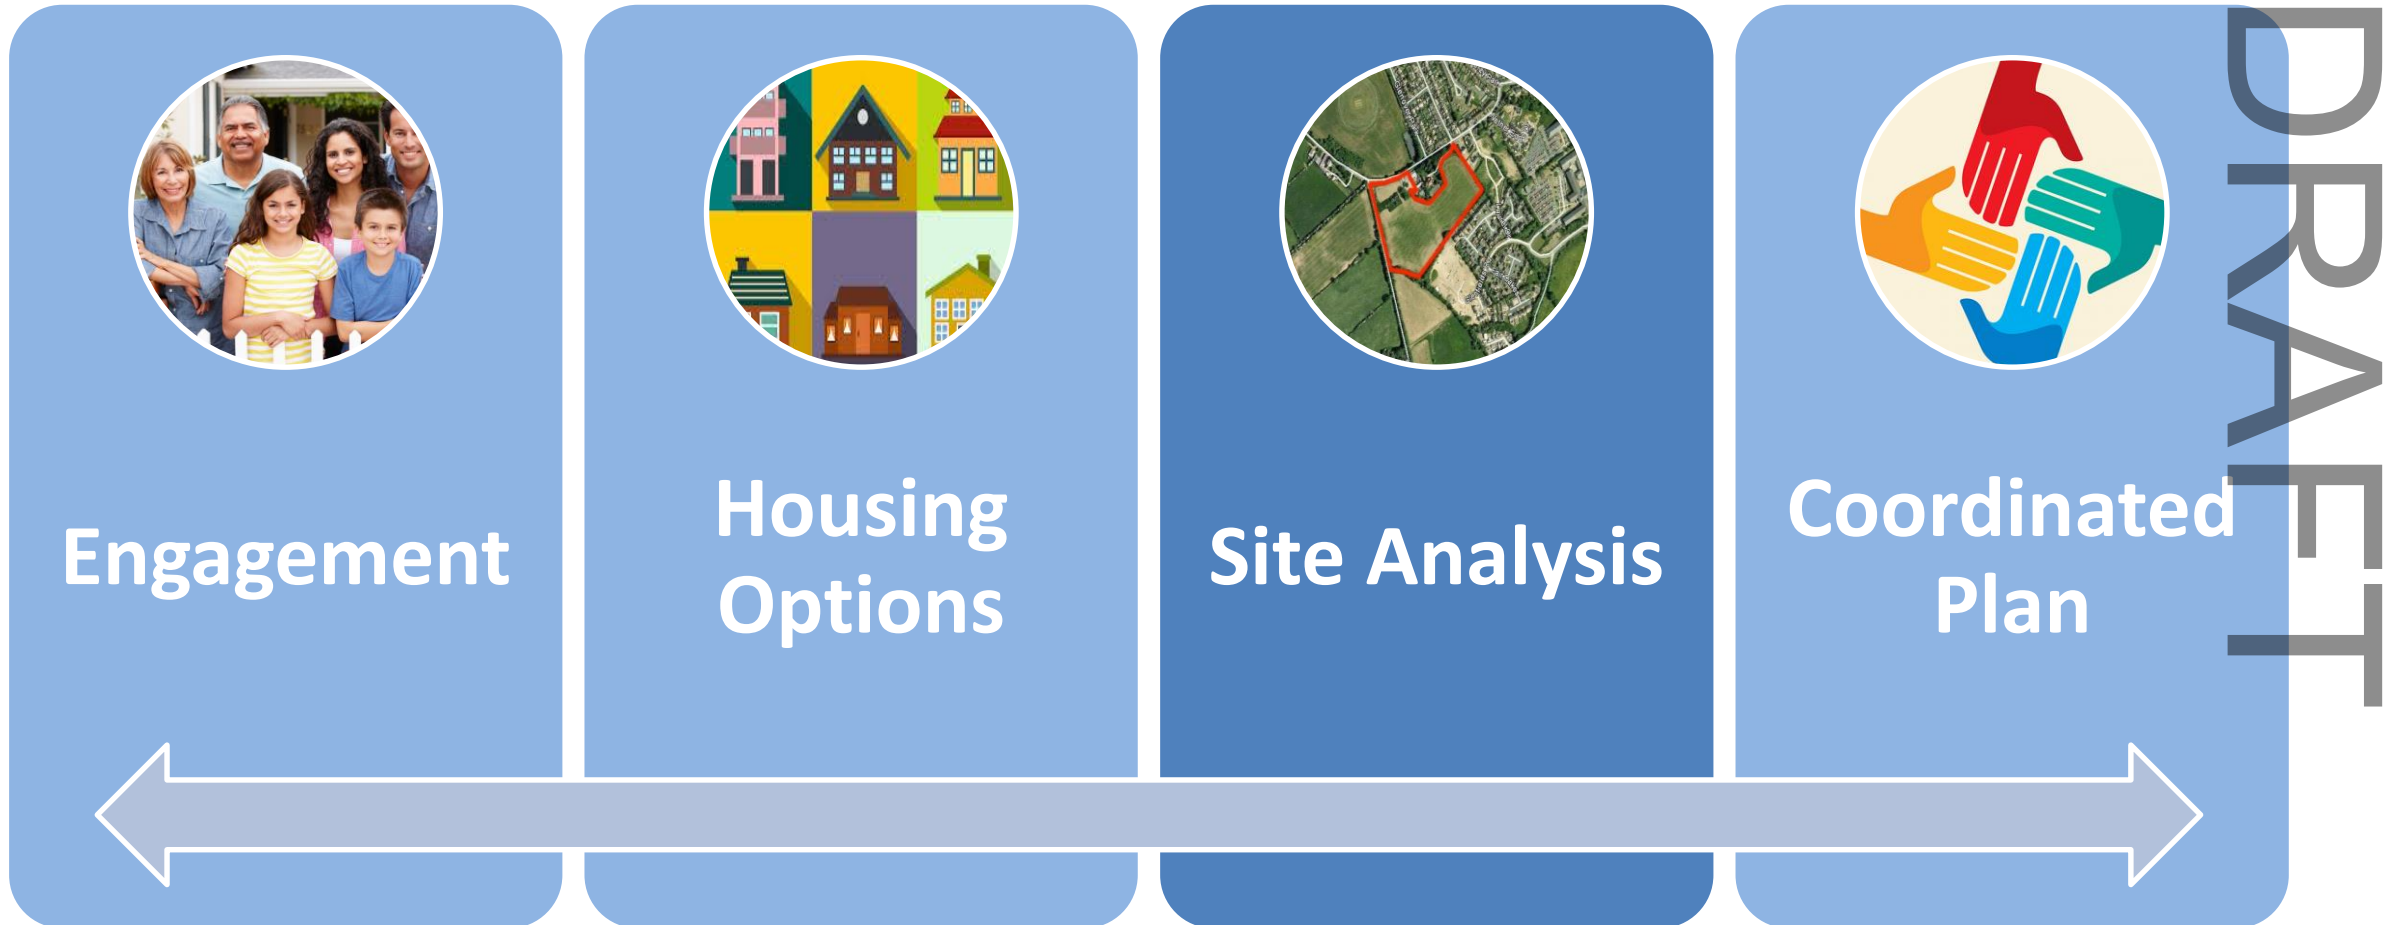 Engagement
Housing
Options
Site Analysis
Coordinated
Plan
DRAFT